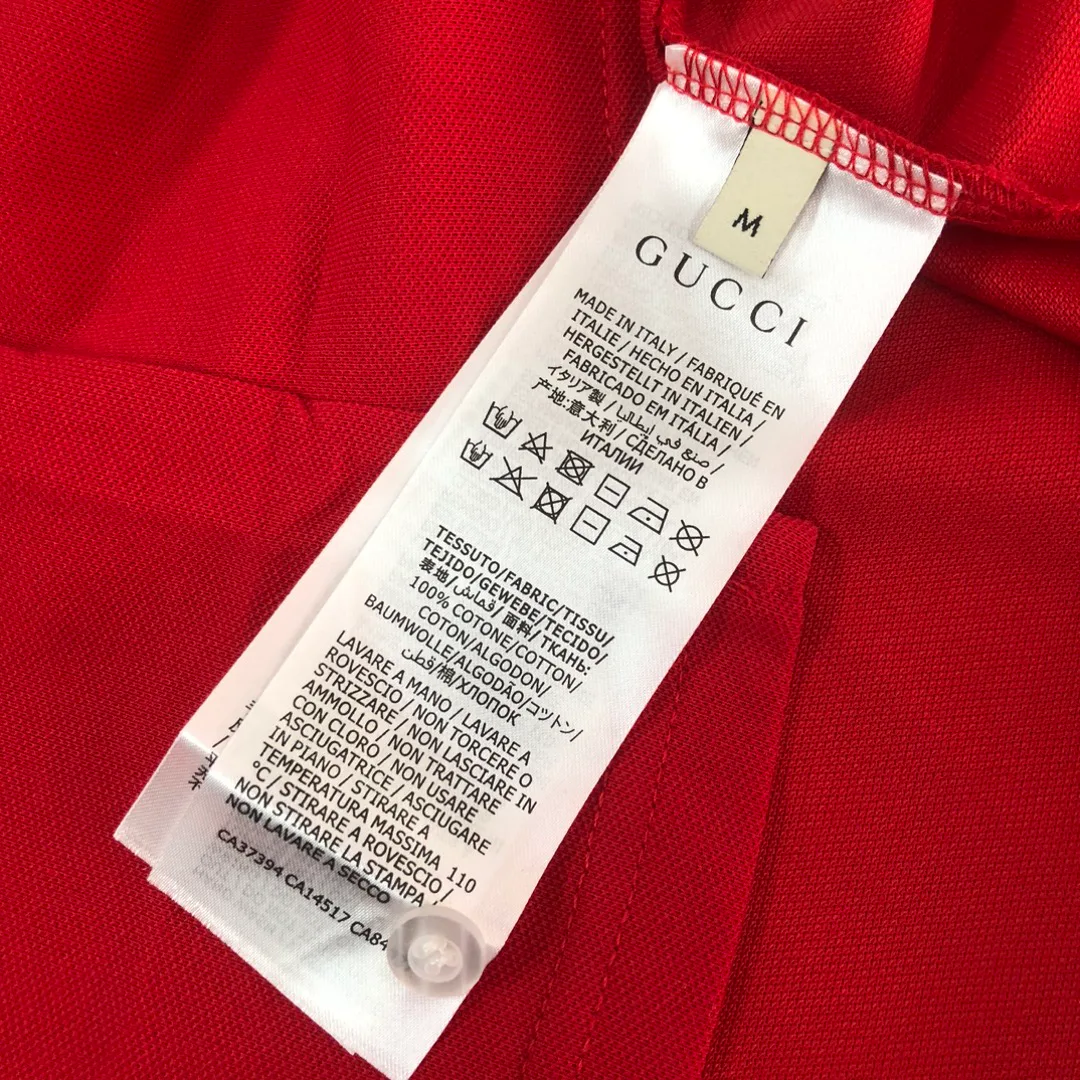 M
GUCCI
MADE IN ITALY / FABRIQUÉ EN
ITALIE / HECHO EN ITALIA /
HERGESTELLT IN ITALIEN /
FABRICADO EM ITÁLIA /
イタリア製 / صنع في إيطاليا /
产地:意大利 / СДЕЛАНО В
ИТАЛИИ
TESSUTO/FABRIC/TISSU/
TEJIDO/GEWEBE/TECIDO/
表地/قماش/面料/ТКАНЬ:
100% COTONE/COTTON/
COTON/ALGODON/
BAUMWOLLE/ALGODÃO/コットン/
قطن/棉/ХЛОПОК
LAVARE A MANO / LAVARE A
ROVESCIO / NON TORCERE O
STRIZZARE / NON LASCIARE IN
AMMOLLO / NON TRATTARE
CON CLORO / NON USARE
ASCIUGATRICE / ASCIUGARE
IN PIANO / STIRARE A
TEMPERATURA MASSIMA 110
°C / STIRARE A ROVESCIO /
NON STIRARE LA STAMPA /
NON LAVARE A SECCO
CA37394 CA14517 CA84